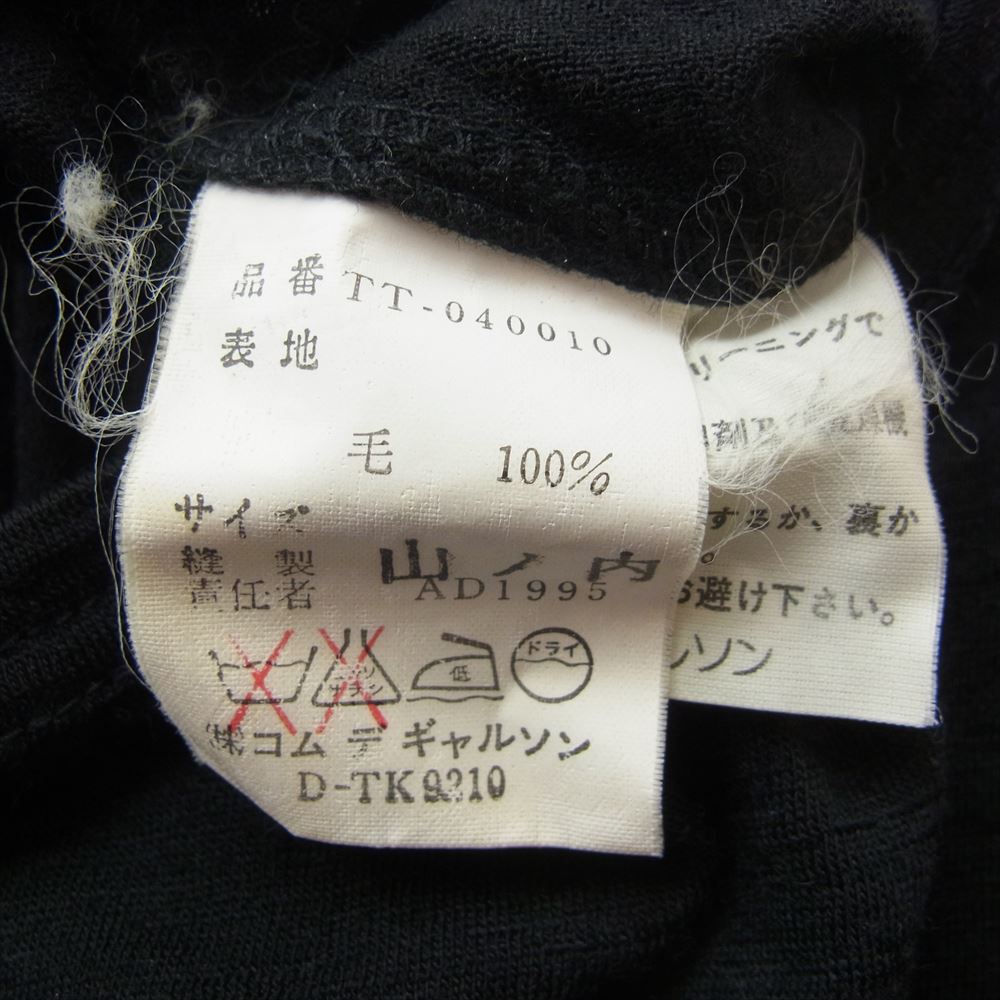 品番 TT-040010
表地
毛 100%
サイズ
縫製 山ノ内
責任者 AD1995
低 ドライ
㈱コム デ ギャルソン
D-TK9210
リーニングで
するか、裏か
。
お避け下さい。
ルソン